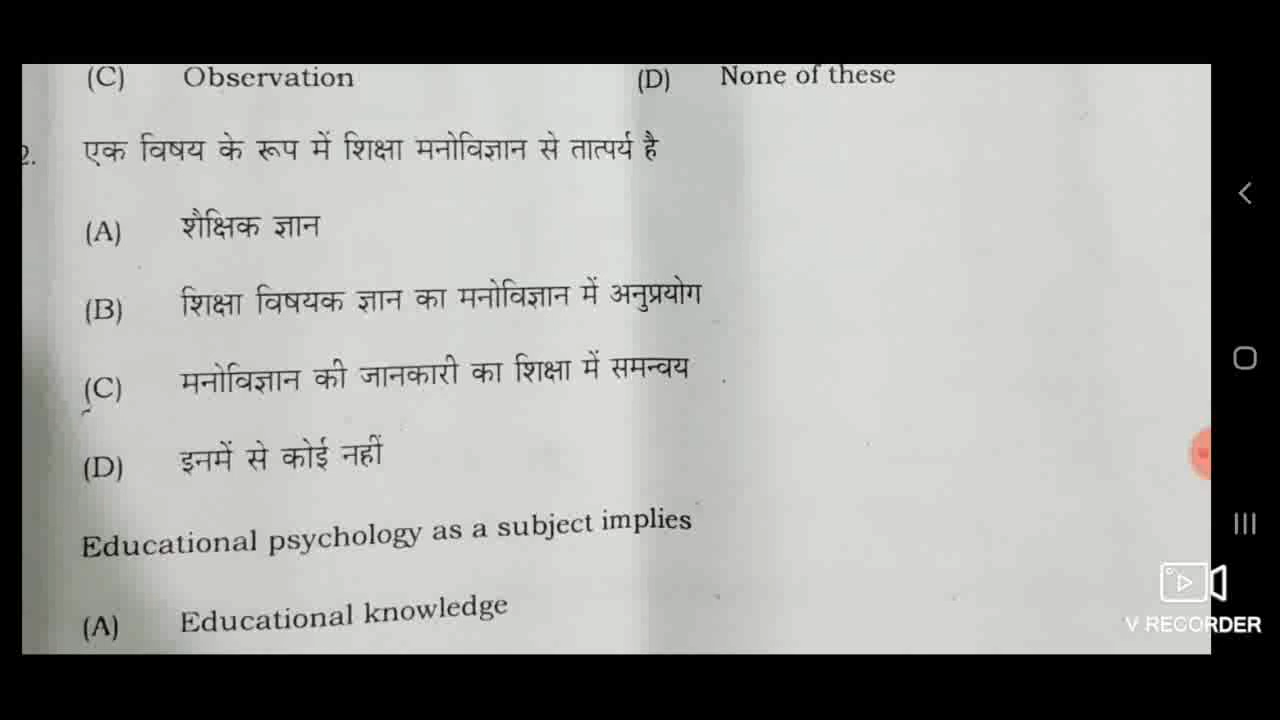 (C) Observation (D) None of these
2. एक विषय के रूप में शिक्षा मनोविज्ञान से तात्पर्य है
(A) शैक्षिक ज्ञान
(B) शिक्षा विषयक ज्ञान का मनोविज्ञान में अनुप्रयोग
(C) मनोविज्ञान की जानकारी का शिक्षा में समन्वय
(D) इनमें से कोई नहीं
Educational psychology as a subject implies
(A) Educational knowledge
V RECORDER